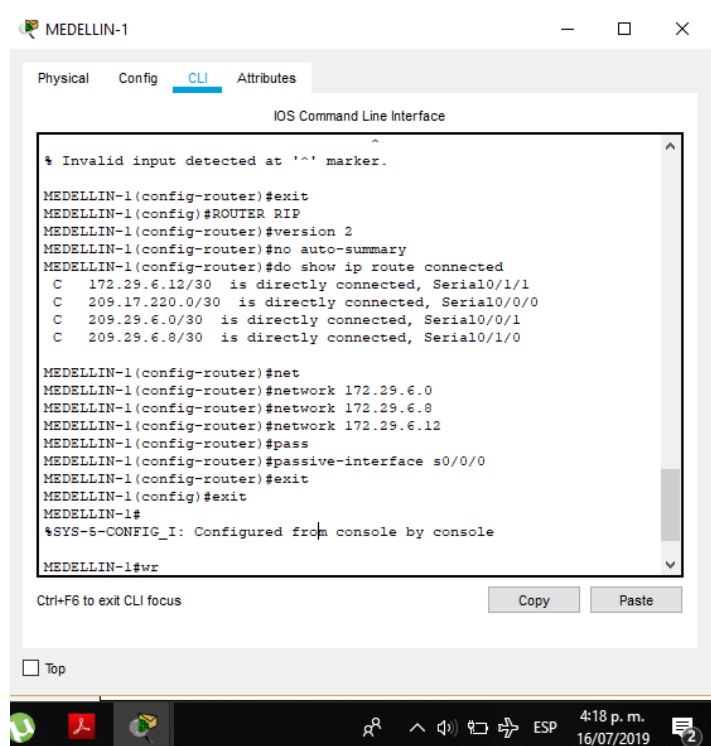 MEDELLIN-1
Physical Config CLI Attributes
IOS Command Line Interface
^
% Invalid input detected at '^' marker.
MEDELLIN-1(config-router)#exit
MEDELLIN-1(config)#ROUTER RIP
MEDELLIN-1(config-router)#version 2
MEDELLIN-1(config-router)#no auto-summary
MEDELLIN-1(config-router)#do show ip route connected
C 172.29.6.12/30 is directly connected, Serial0/1/1
C 209.17.220.0/30 is directly connected, Serial0/0/0
C 209.29.6.0/30 is directly connected, Serial0/0/1
C 209.29.6.8/30 is directly connected, Serial0/1/0
MEDELLIN-1(config-router)#net
MEDELLIN-1(config-router)#network 172.29.6.0
MEDELLIN-1(config-router)#network 172.29.6.8
MEDELLIN-1(config-router)#network 172.29.6.12
MEDELLIN-1(config-router)#pass
MEDELLIN-1(config-router)#passive-interface s0/0/0
MEDELLIN-1(config-router)#exit
MEDELLIN-1(config)#exit
MEDELLIN-1#
%SYS-5-CONFIG_I: Configured from console by console
MEDELLIN-1#wr
Ctrl+F6 to exit CLI focus
Copy Paste
Top
ESP
4:18 p. m.
16/07/2019
2